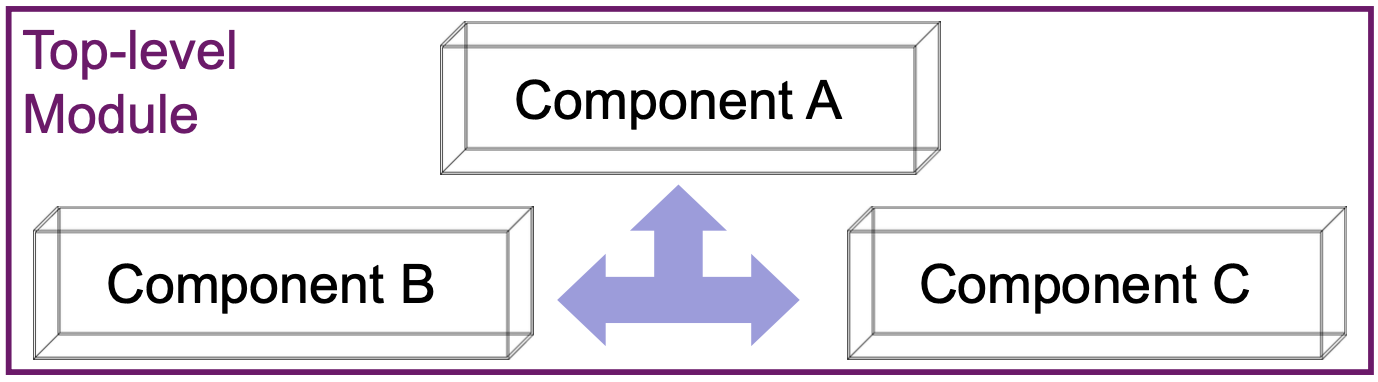 Top-level
Module
Component A
Component B
Component C